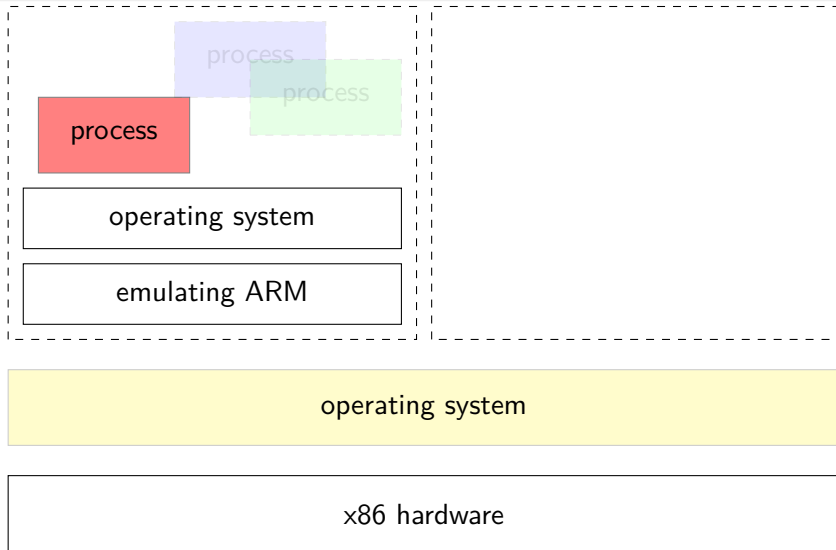 process
process
process
operating system
emulating ARM
operating system
x86 hardware